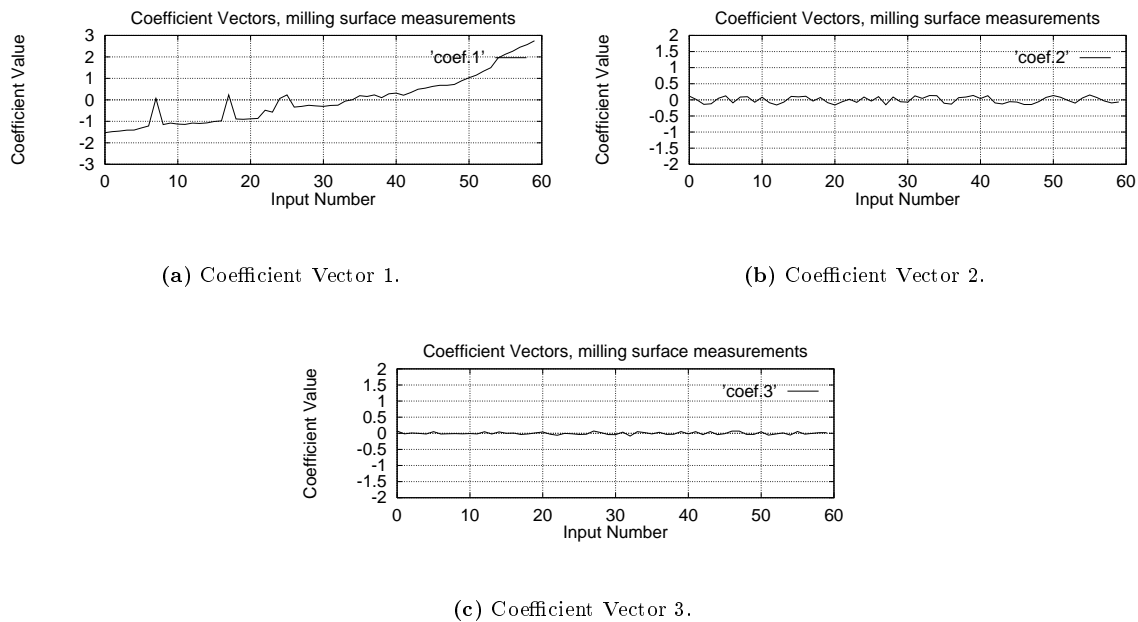 Coefficient Vectors, milling surface measurements
Coefficient Value
3
2
1
0
-1
-2
-3
'coef.1'
0 10 20 30 40 50 60
Input Number
(a) Coefficient Vector 1.
Coefficient Vectors, milling surface measurements
Coefficient Value
2
1.5
1
0.5
0
-0.5
-1
-1.5
-2
'coef.2'
0 10 20 30 40 50 60
Input Number
(b) Coefficient Vector 2.
Coefficient Vectors, milling surface measurements
Coefficient Value
2
1.5
1
0.5
0
-0.5
-1
-1.5
-2
'coef.3'
0 10 20 30 40 50 60
Input Number
(c) Coefficient Vector 3.